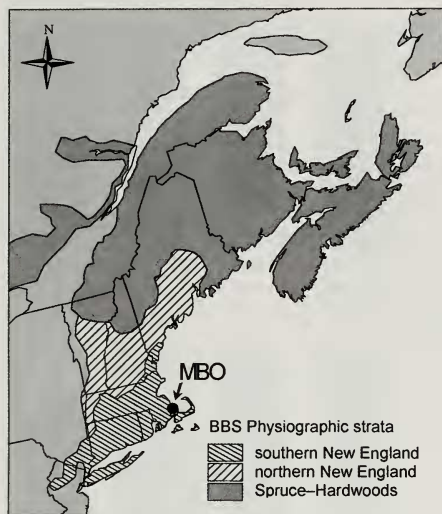 N
MBO
BBS Physiographic strata
southern New England
northern New England
Spruce–Hardwoods